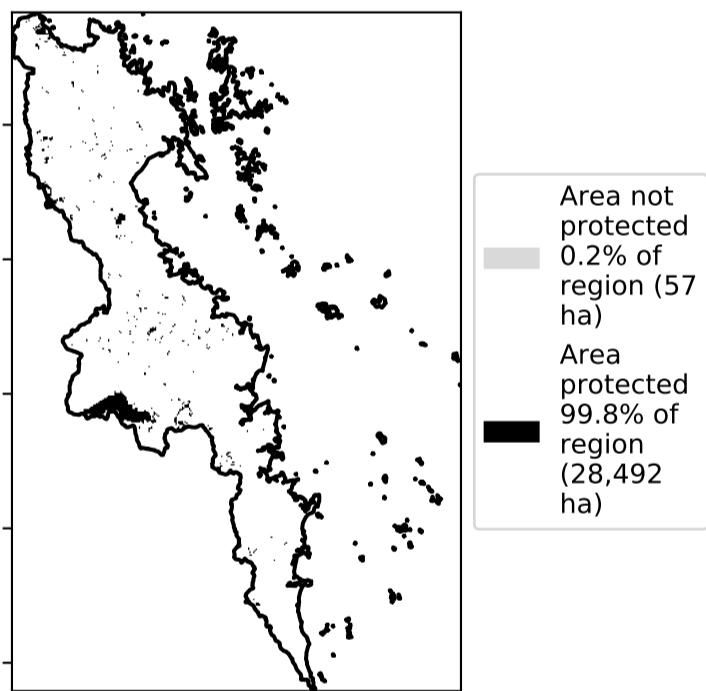 Area not
protected
0.2% of
region (57
ha)
Area
protected
99.8% of
region
(28,492
ha)